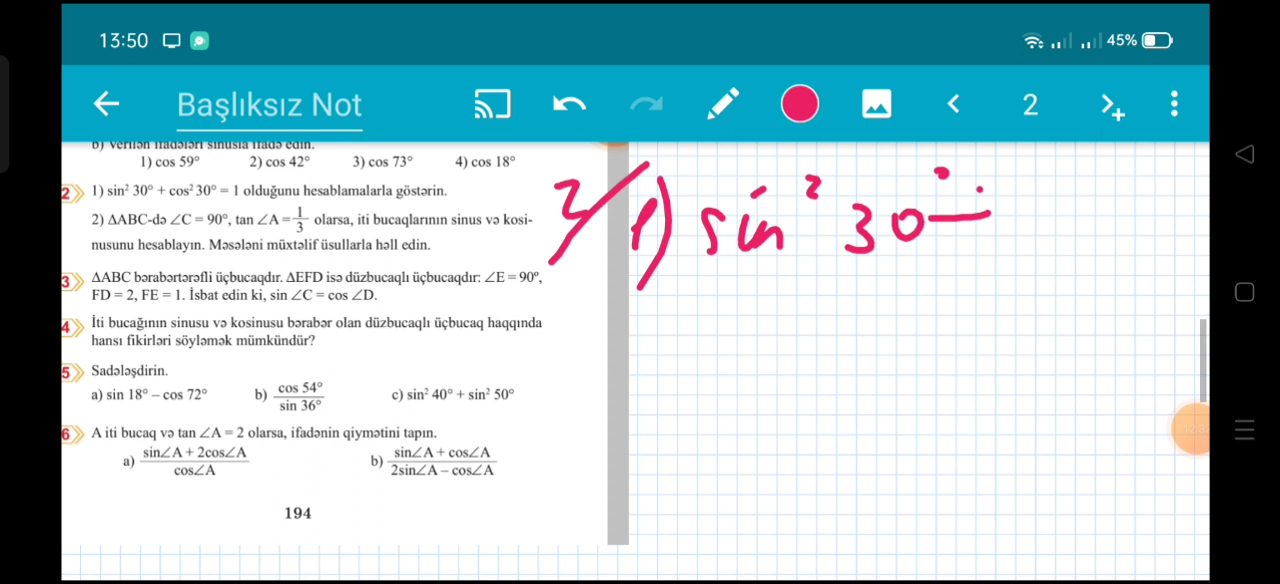 13:50 45%
Başlıksız Not 2
b) Verilən ifadələri sinusla ifadə edin.
1) cos 59° 2) cos 42° 3) cos 73° 4) cos 18°
2 1) sin² 30° + cos² 30° = 1 olduğunu hesablamalarla göstərin.
2) ΔABC-də ∠C = 90°, tan ∠A = 1/3 olarsa, iti bucaqlarının sinus və kosi-
nusunu hesablayın. Məsələni müxtəlif üsullarla həll edin.
3 ΔABC bərabərtərəfli üçbucaqdır. ΔEFD isə düzbucaqlı üçbucaqdır: ∠E = 90°,
FD = 2, FE = 1. İsbat edin ki, sin ∠C = cos ∠D.
4 İti bucağının sinusu və kosinusu bərabər olan düzbucaqlı üçbucaq haqqında
hansı fikirləri söyləmək mümkündür?
5 Sadələşdirin.
a) sin 18° – cos 72° b) cos 54° / sin 36° c) sin² 40° + sin² 50°
6 A iti bucaq və tan ∠A = 2 olarsa, ifadənin qiymətini tapın.
a) sin∠A + 2cos∠A / cos∠A b) sin∠A + cos∠A / 2sin∠A – cos∠A
194
2/1) sin² 30°